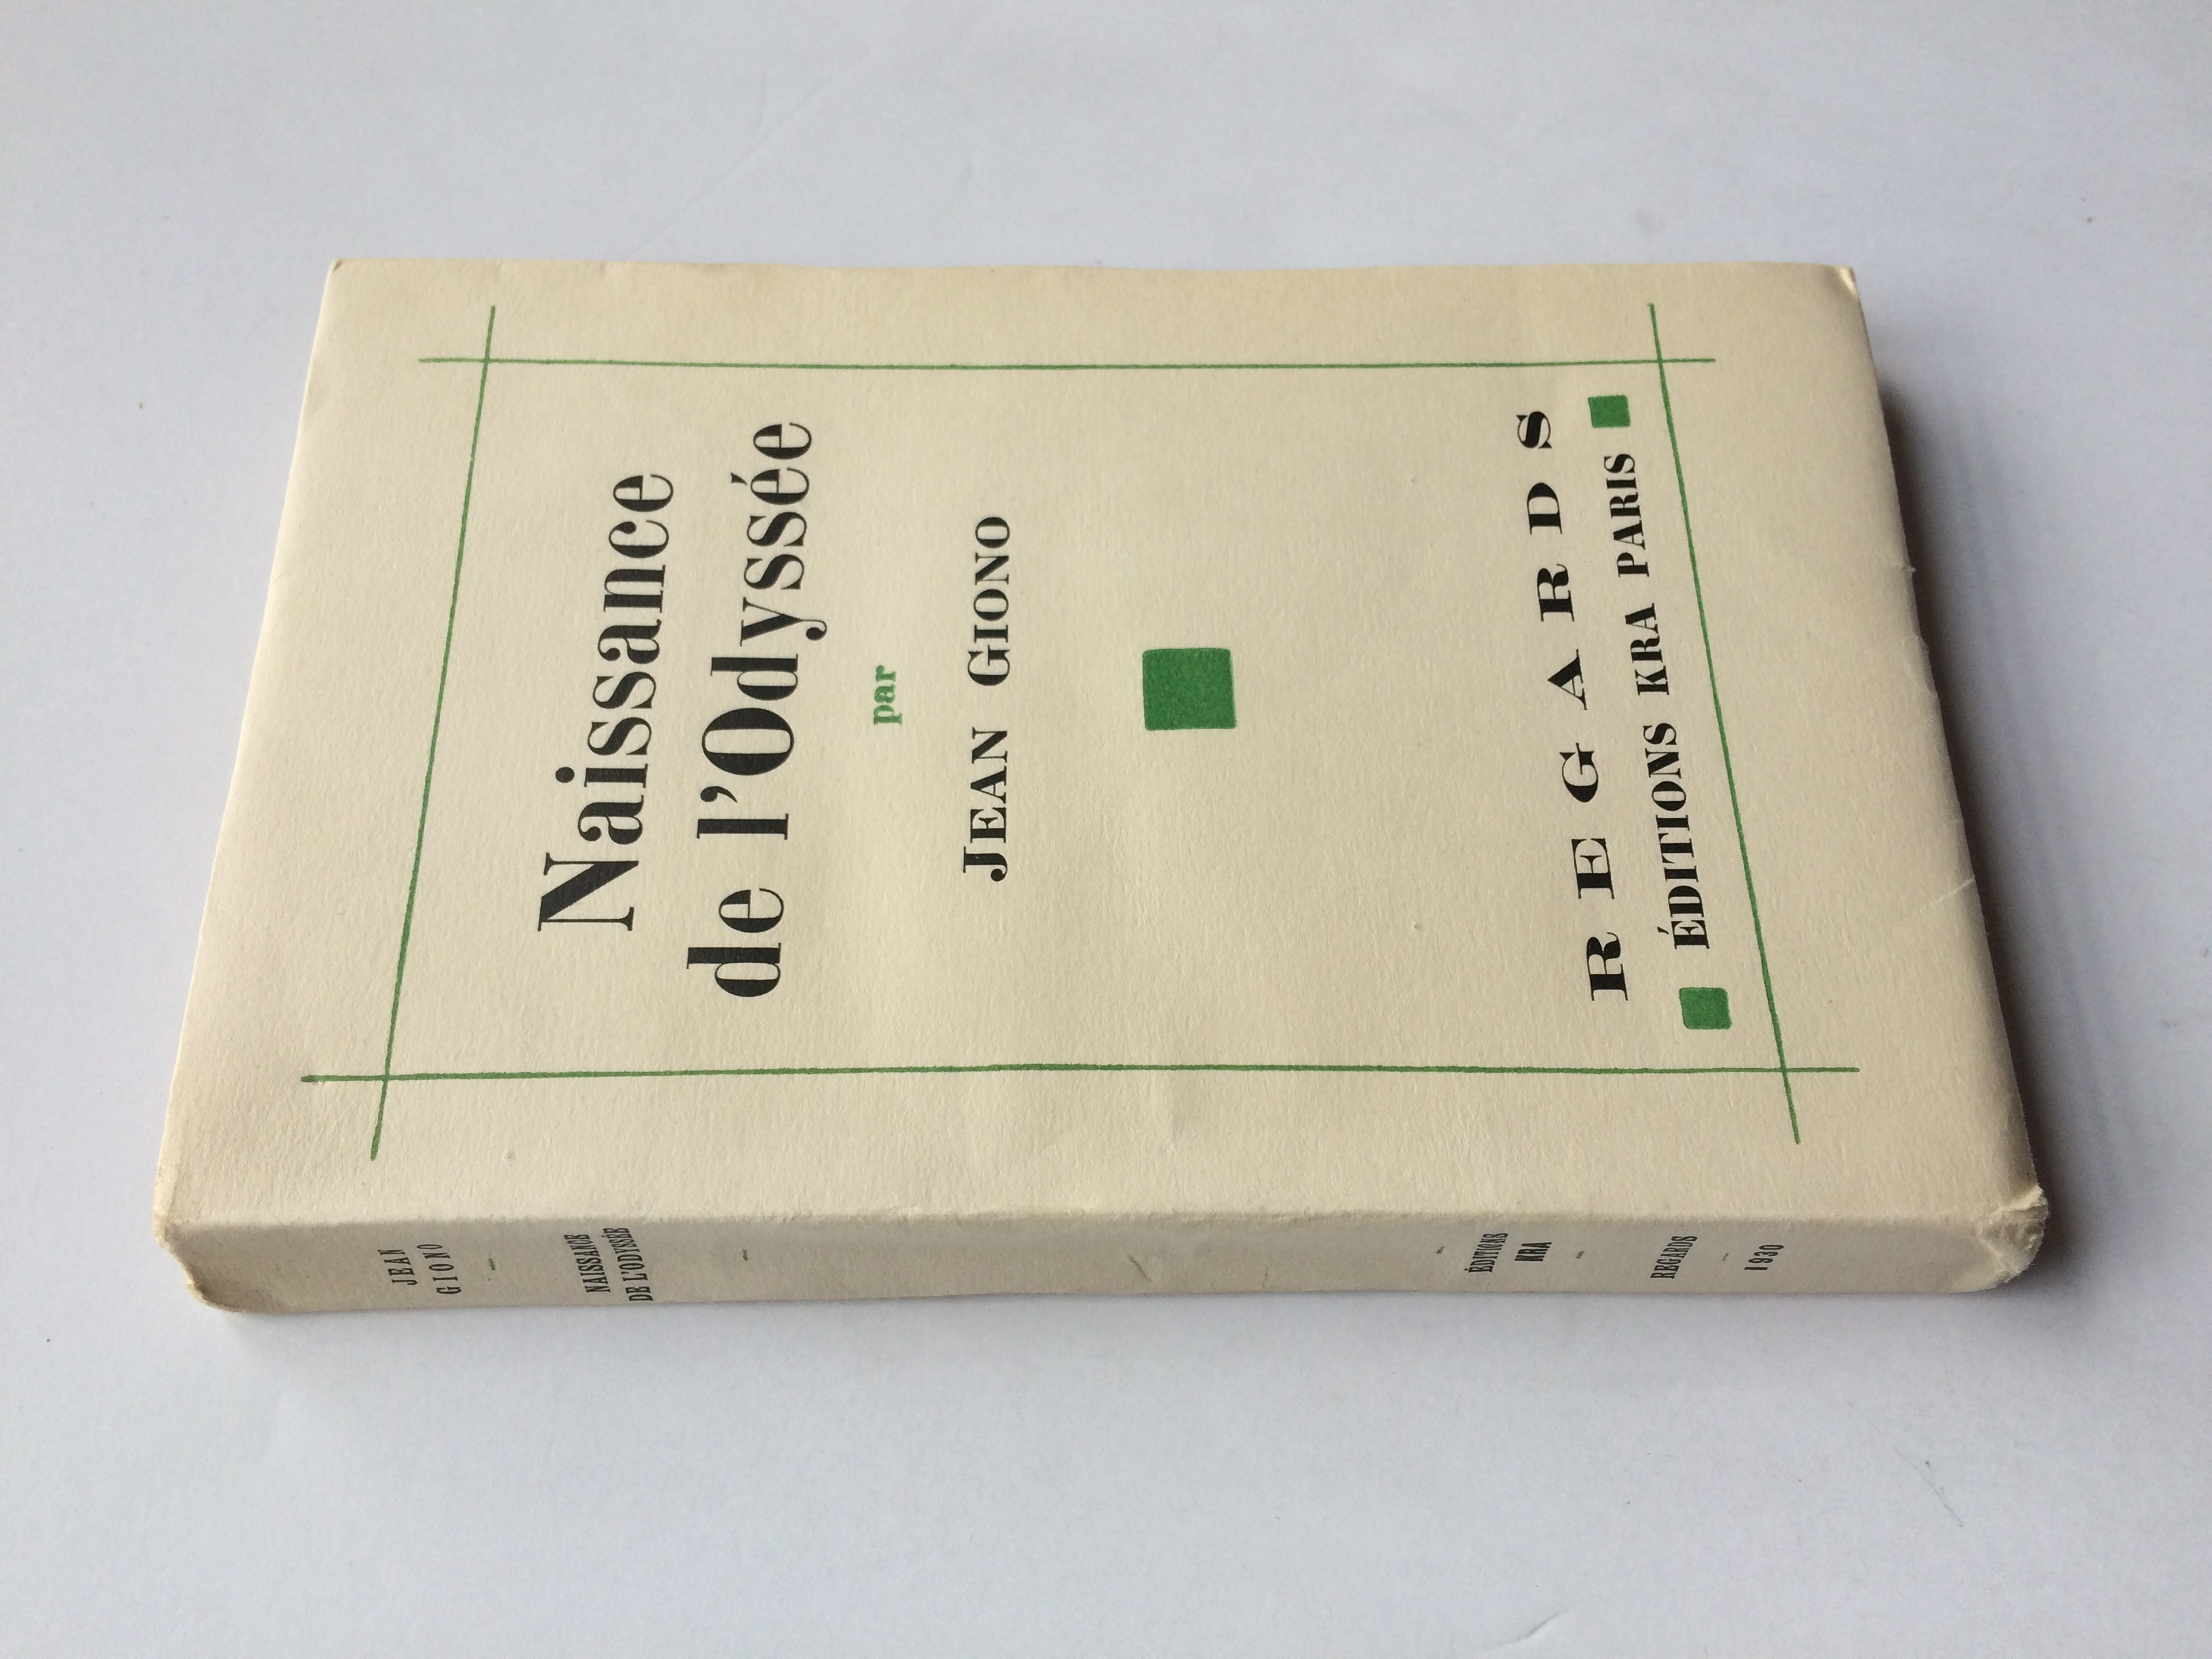 Naissance
de l'Odyssée
par
JEAN GIONO
REGARDS
ÉDITIONS KRA PARIS
JEAN
GIONO
NAISSANCE
DE L'ODYSSÉE
ÉDITIONS
KRA
REGARDS
1930